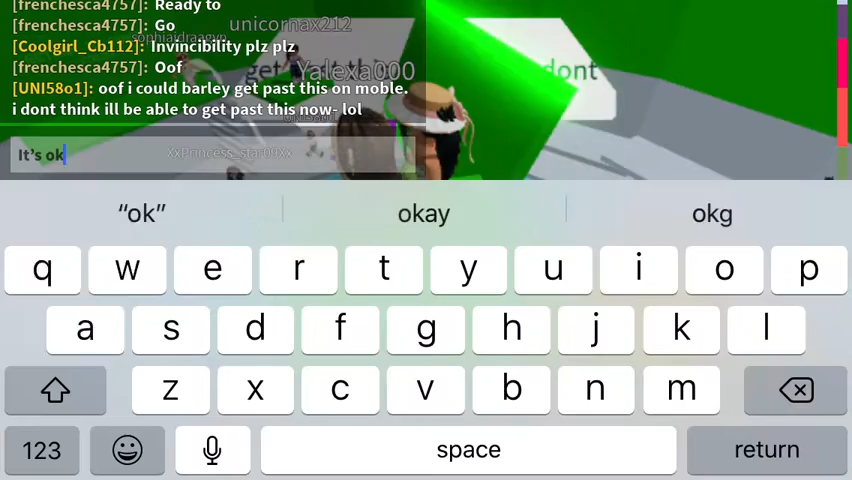 [frenchesca4757]: Ready to
[frenchesca4757]: Go
unicornax212
[Coolgirl_Cb112]: Invincibility plz plz
[frenchesca4757]: Oof
Yalexa000
get
dont
[UNI58o1]: oof i could barley get past this on moble.
i dont think ill be able to get past this now- lol
It's ok
XxPrincess_star09Xx
“ok” okay okg
q w e r t y u i o p
a s d f g h j k l
z x c v b n m
123 space return